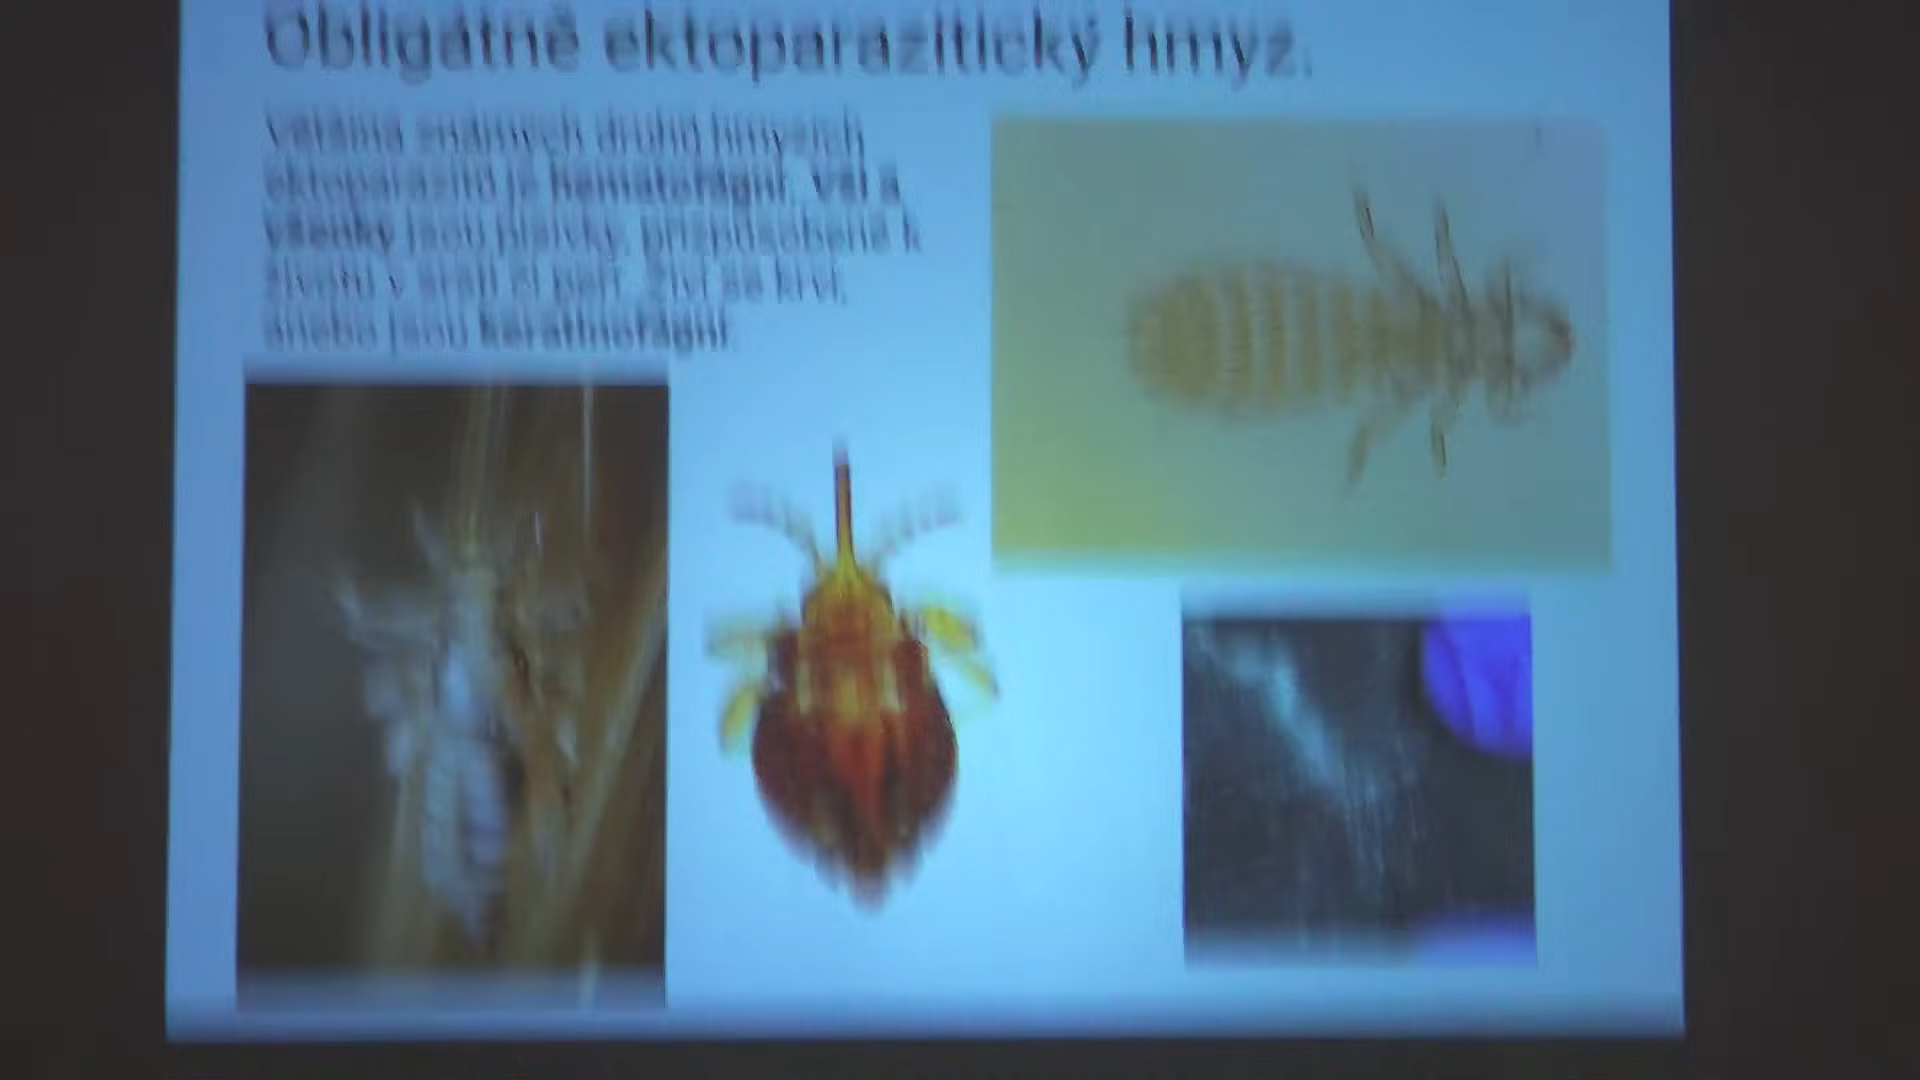 Obligátně ektoparazitický hmyz.
Většina známých druhů hmyzích
ektoparazitů je hematofágní. Vši a
všenky jsou ploivky, přizpůsobené k
životu v srsti či peří. Živí se krví,
anebo jsou keratinofágní.